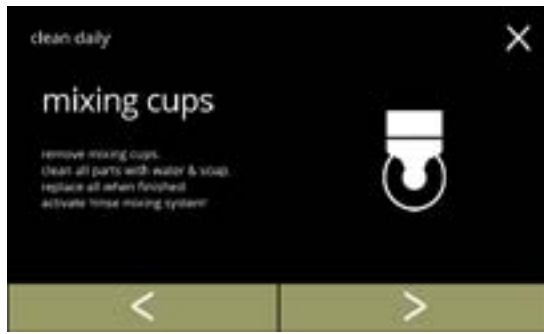 clean daily
mixing cups
remove mixing cups.
clean all parts with water & soap.
replace all when finished
activate 'rinse mixing system'